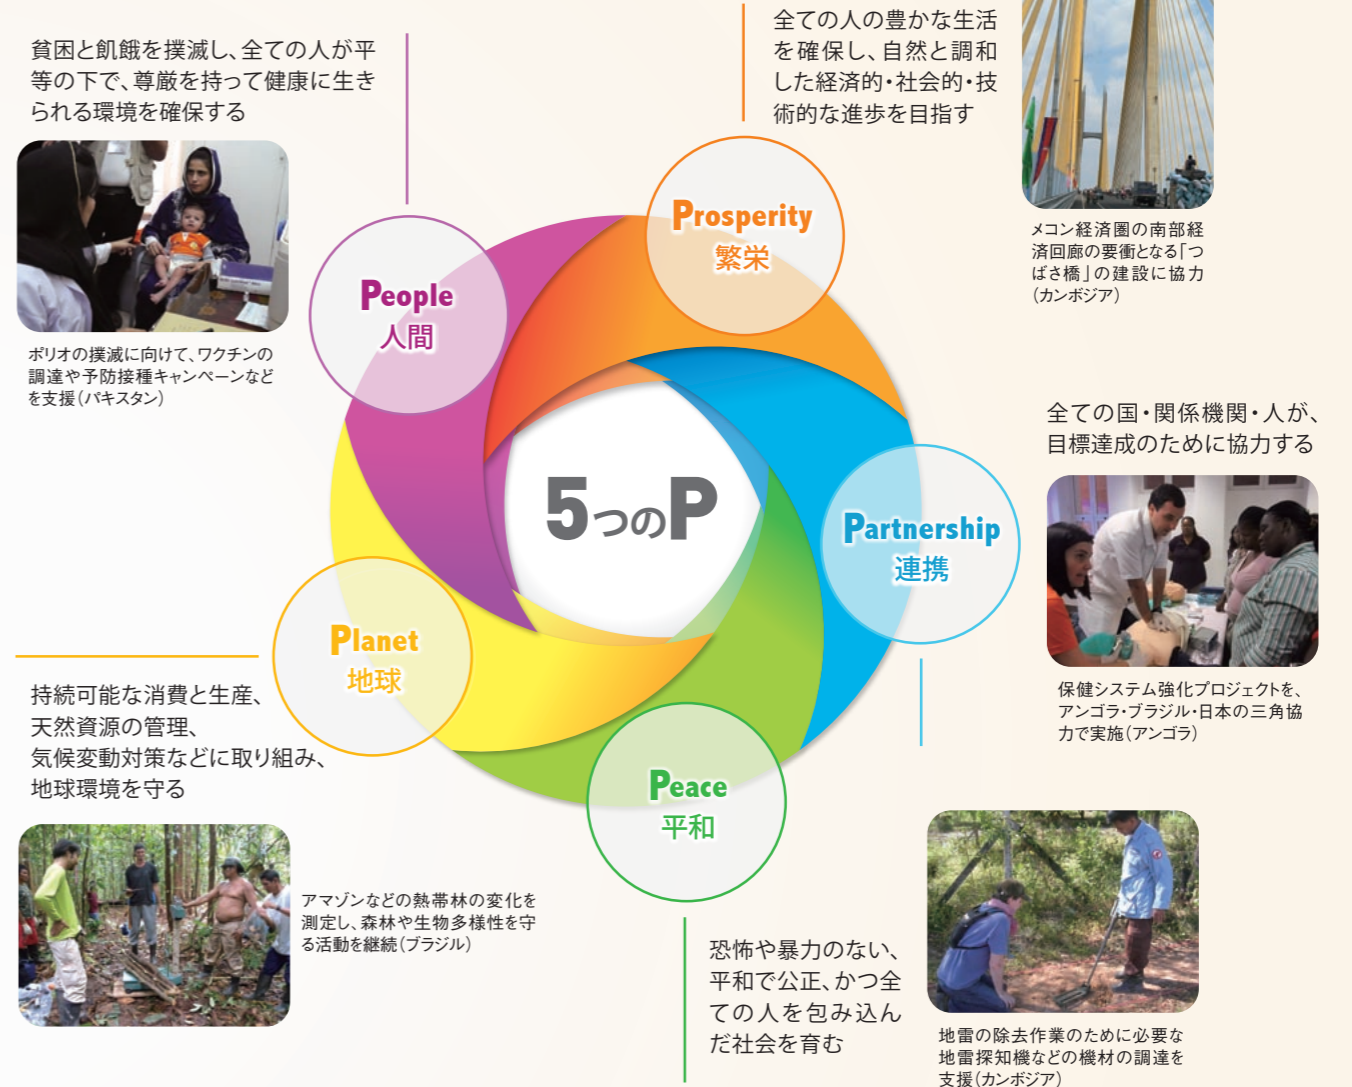 貧困と飢餓を撲滅し、全ての人が平
等の下で、尊厳を持って健康に生き
られる環境を確保する
ポリオの撲滅に向けて、ワクチンの
調達や予防接種キャンペーンなど
を支援（パキスタン）
People
人間
全ての人の豊かな生活
を確保し、自然と調和
した経済的・社会的・技
術的な進歩を目指す
Prosperity
繁栄
メコン経済圏の南部経
済回廊の要衝となる「つ
ばさ橋」の建設に協力
（カンボジア）
5つのP
全ての国・関係機関・人が、
目標達成のために協力する
Partnership
連携
保健システム強化プロジェクトを、
アンゴラ・ブラジル・日本の三角協
力で実施（アンゴラ）
Planet
地球
持続可能な消費と生産、
天然資源の管理、
気候変動対策などに取り組み、
地球環境を守る
アマゾンなどの熱帯林の変化を
測定し、森林や生物多様性を守
る活動を継続（ブラジル）
Peace
平和
恐怖や暴力のない、
平和で公正、かつ全
ての人を包み込ん
だ社会を育む
地雷の除去作業のために必要な
地雷探知機などの機材の調達を
支援（カンボジア）